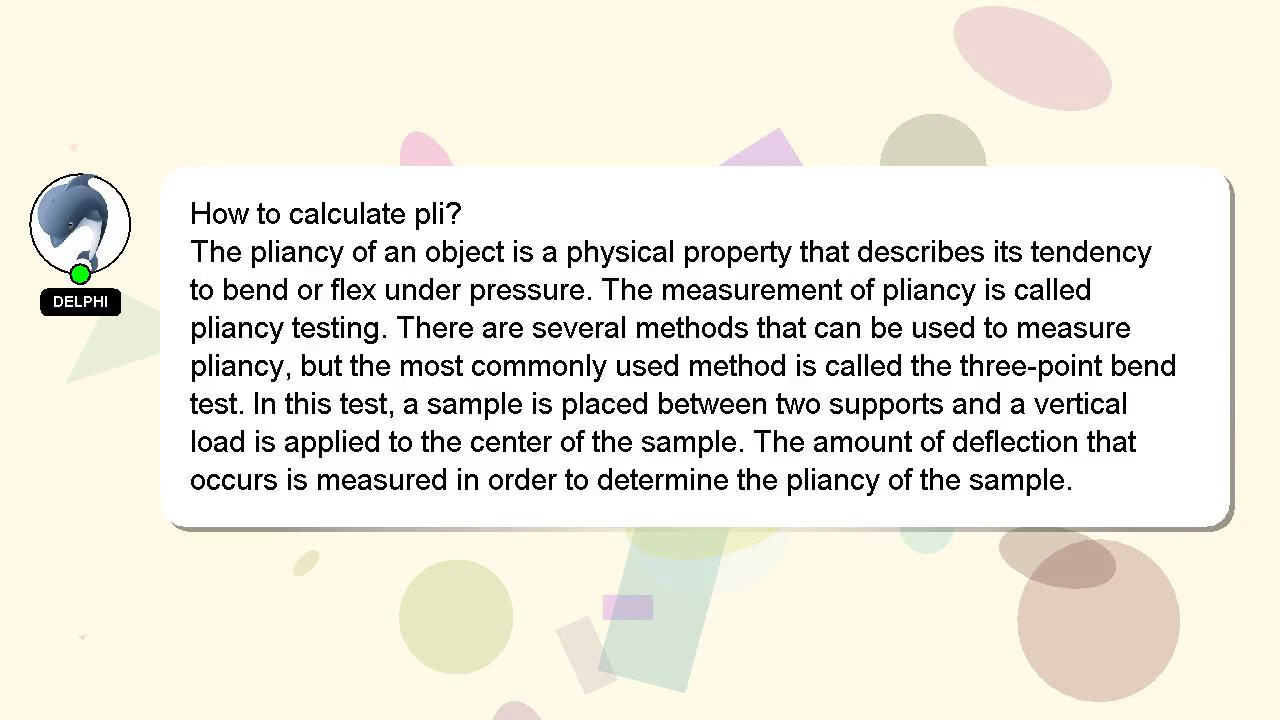 How to calculate pli?
The pliancy of an object is a physical property that describes its tendency
to bend or flex under pressure. The measurement of pliancy is called
pliancy testing. There are several methods that can be used to measure
pliancy, but the most commonly used method is called the three-point bend
test. In this test, a sample is placed between two supports and a vertical
load is applied to the center of the sample. The amount of deflection that
occurs is measured in order to determine the pliancy of the sample.
DELPHI